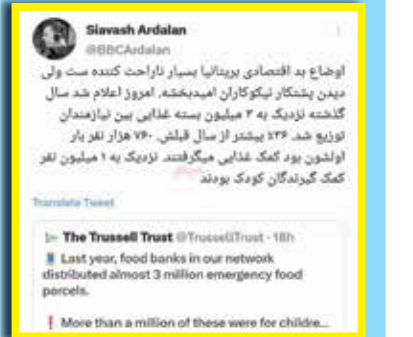 Siavash Ardalan
@BBCArdalan
اوضاع بد اقتصادی بریتانیا بسیار ناراحت کننده ست ولی
دیدن پشتکار نیکوکاران امیدبخشه. امروز اعلام شد سال
گذشته نزدیک به ۳ میلیون بسته غذایی بین نیازمندان
توزیع شد. ۳۶٪ بیشتر از سال قبلش. ۷۶۰ هزار نفر بار
اولشون بود کمک غذایی میگرفتند. نزدیک به ۱ میلیون نفر
کمک گیرندگان کودک بودند
Translate Tweet
The Trussell Trust @TrussellTrust · 18h
Last year, food banks in our network
distributed almost 3 million emergency food
parcels.
More than a million of these were for childre...